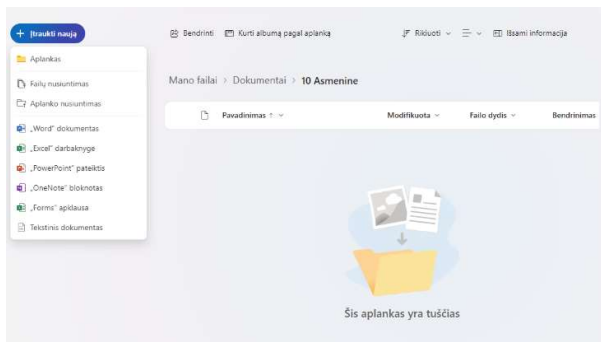 + Įtraukti naują
Bendrinti Kurti albumą pagal aplanką Rikiuoti Išsami informacija
Aplankas
Failų nusiuntimas
Aplanko nusiuntimas
„Word“ dokumentas
„Excel“ darbaknygė
„PowerPoint“ pateiktis
„OneNote“ bloknotas
„Forms“ apklausa
Tekstinis dokumentas
Mano failai > Dokumentai > 10 Asmenine
Pavadinimas Modifikuota Failo dydis Bendrinimas
Šis aplankas yra tuščias